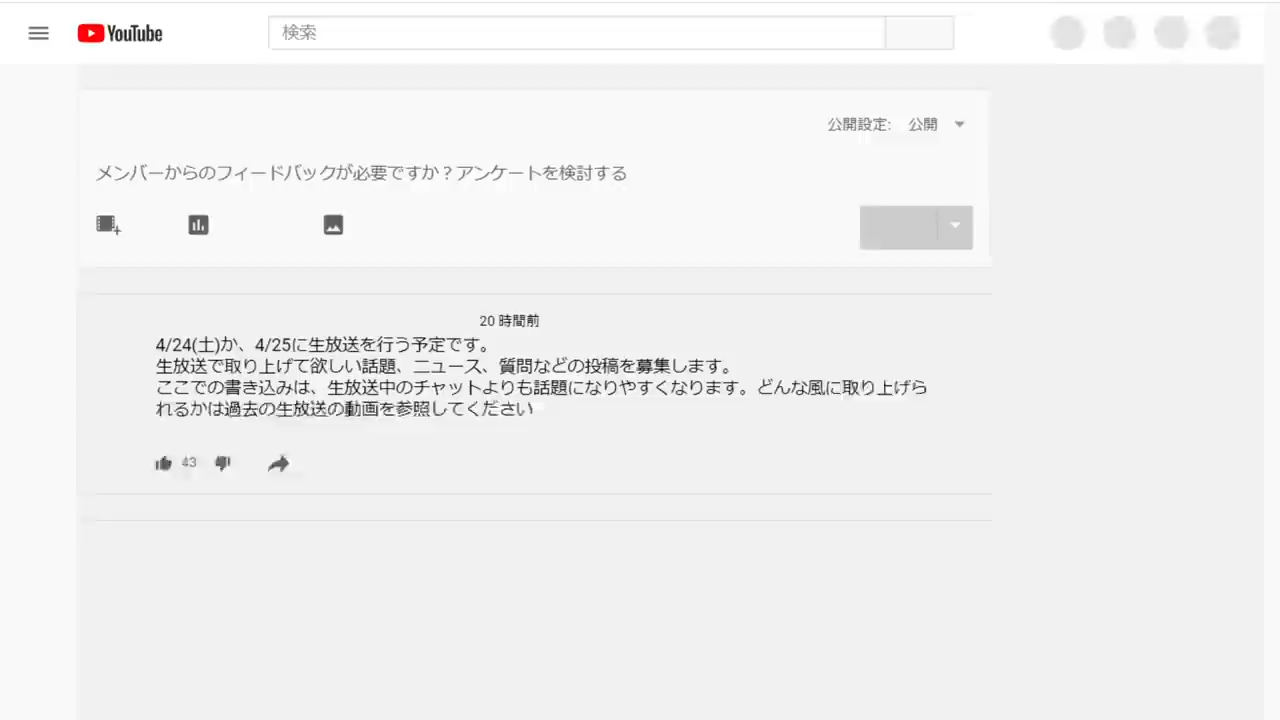 YouTube
検索
公開設定: 公開
メンバーからのフィードバックが必要ですか？アンケートを検討する
20 時間前
4/24(土)か、4/25に生放送を行う予定です。
生放送で取り上げて欲しい話題、ニュース、質問などの投稿を募集します。
ここでの書き込みは、生放送中のチャットよりも話題になりやすくなります。どんな風に取り上げら
れるかは過去の生放送の動画を参照してください
43